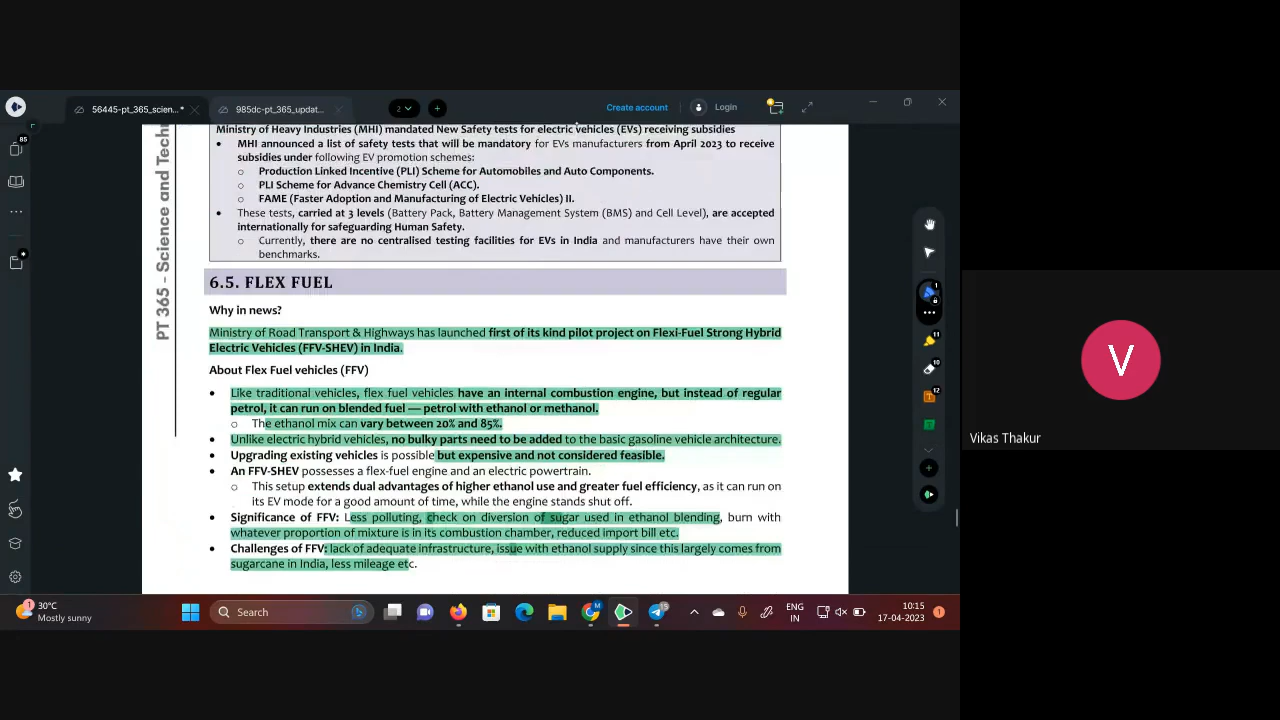 56445-pt_365_scien...*
985dc-pt_365_updat...
2
Create account
Login
PT 365 - Science and Techn
85
Ministry of Heavy Industries (MHI) mandated New Safety tests for electric vehicles (EVs) receiving subsidies
• MHI announced a list of safety tests that will be mandatory for EVs manufacturers from April 2023 to receive
subsidies under following EV promotion schemes:
o Production Linked Incentive (PLI) Scheme for Automobiles and Auto Components.
o PLI Scheme for Advance Chemistry Cell (ACC).
o FAME (Faster Adoption and Manufacturing of Electric Vehicles) II.
• These tests, carried at 3 levels (Battery Pack, Battery Management System (BMS) and Cell Level), are accepted
internationally for safeguarding Human Safety.
o Currently, there are no centralised testing facilities for EVs in India and manufacturers have their own
benchmarks.
6.5. FLEX FUEL
Why in news?
Ministry of Road Transport & Highways has launched first of its kind pilot project on Flexi-Fuel Strong Hybrid
Electric Vehicles (FFV-SHEV) in India.
About Flex Fuel vehicles (FFV)
• Like traditional vehicles, flex fuel vehicles have an internal combustion engine, but instead of regular
petrol, it can run on blended fuel — petrol with ethanol or methanol.
o The ethanol mix can vary between 20% and 85%.
• Unlike electric hybrid vehicles, no bulky parts need to be added to the basic gasoline vehicle architecture.
• Upgrading existing vehicles is possible but expensive and not considered feasible.
• An FFV-SHEV possesses a flex-fuel engine and an electric powertrain.
o This setup extends dual advantages of higher ethanol use and greater fuel efficiency, as it can run on
its EV mode for a good amount of time, while the engine stands shut off.
• Significance of FFV: Less polluting, check on diversion of sugar used in ethanol blending, burn with
whatever proportion of mixture is in its combustion chamber, reduced import bill etc.
• Challenges of FFV: lack of adequate infrastructure, issue with ethanol supply since this largely comes from
sugarcane in India, less mileage etc.
1
11
10
12
V
Vikas Thakur
1
30°C
Mostly sunny
Search
15
ENG
IN
10:15
17-04-2023
1